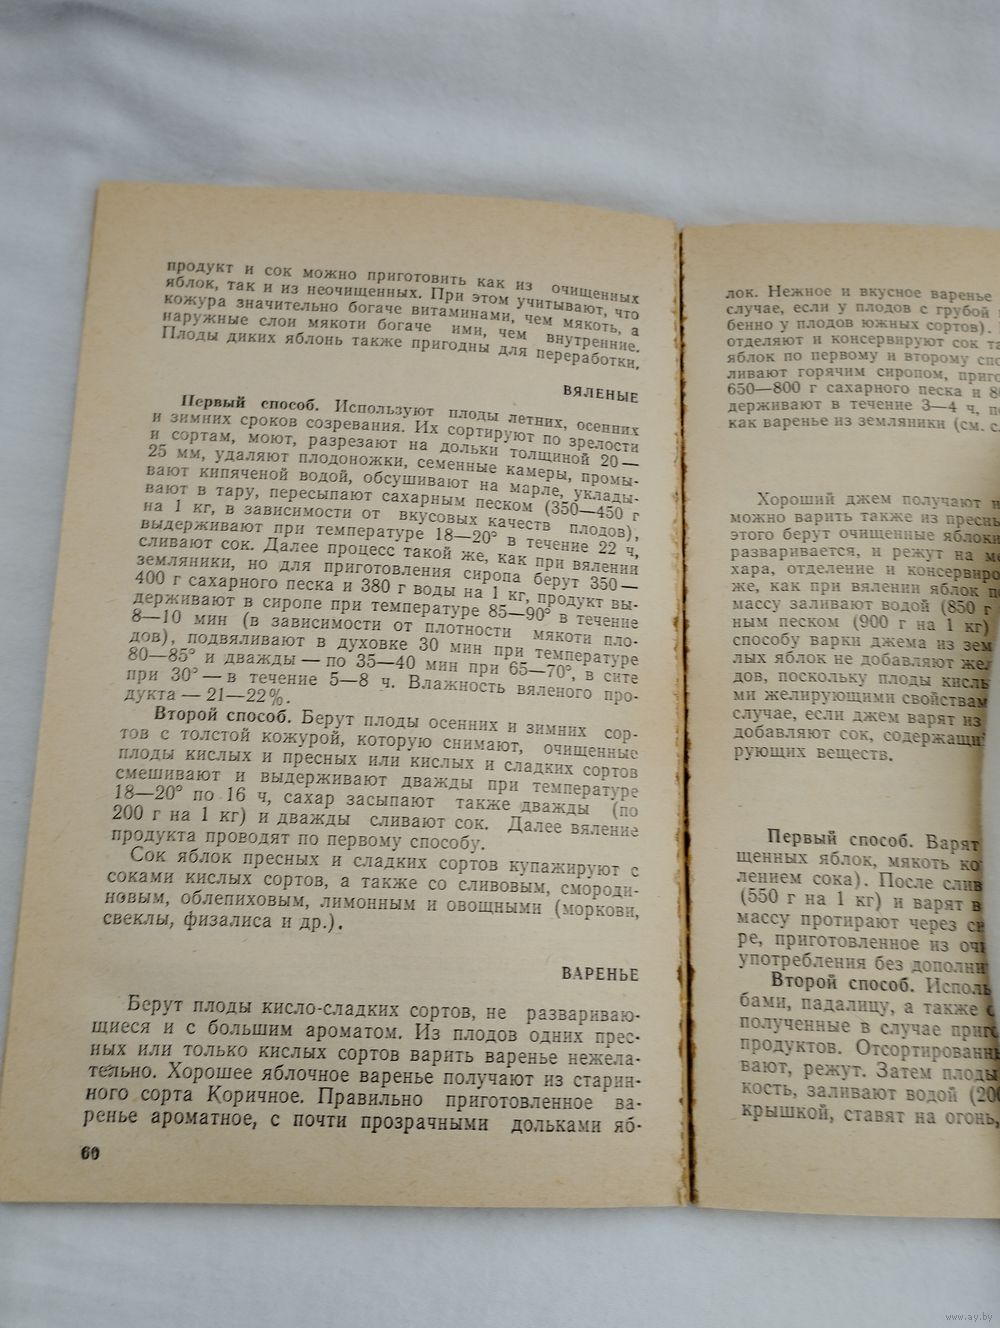 продукт и сок можно приготовить как из очищенных
яблок, так и из неочищенных. При этом учитывают, что
кожура значительно богаче витаминами, чем мякоть, а
наружные слои мякоти богаче ими, чем внутренние.
Плоды диких яблонь также пригодны для переработки,
ВЯЛЕНЫЕ
Первый способ. Используют плоды летних, осенних
и зимних сроков созревания. Их сортируют по зрелости
и сортам, моют, разрезают на дольки толщиной 20—
25 мм, удаляют плодоножки, семенные камеры, промы-
вают кипяченой водой, обсушивают на марле, уклады-
вают в тару, пересыпают сахарным песком (350—450 г
на 1 кг, в зависимости от вкусовых качеств плодов),
выдерживают при температуре 18—20° в течение 22 ч,
сливают сок. Далее процесс такой же, как при вялении
земляники, но для приготовления сиропа берут 350—
400 г сахарного песка и 380 г воды на 1 кг, продукт вы-
держивают в сиропе при температуре 85—90° в течение
8—10 мин (в зависимости от плотности мякоти пло-
дов), подвяливают в духовке 30 мин при температуре
80—85° и дважды — по 35—40 мин при 65—70°, в сите
при 30° — в течение 5—8 ч. Влажность вяленого про-
дукта — 21—22%.
Второй способ. Берут плоды осенних и зимних сор-
тов с толстой кожурой, которую снимают, очищенные
плоды кислых и пресных или кислых и сладких сортов
смешивают и выдерживают дважды при температуре
18—20° по 16 ч, сахар засыпают также дважды (по
200 г на 1 кг) и дважды сливают сок. Далее вяление
продукта проводят по первому способу.
Сок яблок пресных и сладких сортов купажируют с
соками кислых сортов, а также со сливовым, смороди-
новым, облепиховым, лимонным и овощными (моркови,
свеклы, физалиса и др.).
ВАРЕНЬЕ
Берут плоды кисло-сладких сортов, не развариваю-
щиеся и с большим ароматом. Из плодов одних прес-
ных или только кислых сортов варить варенье нежела-
тельно. Хорошее яблочное варенье получают из старин-
ного сорта Коричное. Правильно приготовленное ва-
ренье ароматное, с почти прозрачными дольками яб-
60
лок. Нежное и вкусное варенье
случае, если у плодов с грубой
бенно у плодов южных сортов).
отделяют и консервируют сок
яблок по первому и второму
ливают горячим сиропом,
650—800 г сахарного песка и
держивают в течение 3—4 ч,
как варенье из земляники (см.
Хороший джем получают
можно варить также из
этого берут очищенные
разваривается, и режут на
хара, отделение и
же, как при вялении яблок
массу заливают водой (850 г
ным песком (900 г на 1 кг)
способу варки джема из
лых яблок не добавляют
дов, поскольку плоды
ми желирующими
случае, если джем варят из
добавляют сок,
рующих веществ.
Первый способ. Варят
щенных яблок, мякоть
лением сока). После
(550 г на 1 кг) и варят в
массу протирают через
ре, приготовленное из
употребления без
Второй способ.
бами, падалицу, а также
полученные в случае
продуктов.
вают, режут. Затем плоды
кость, заливают водой
крышкой, ставят на огонь,
www.ay.by